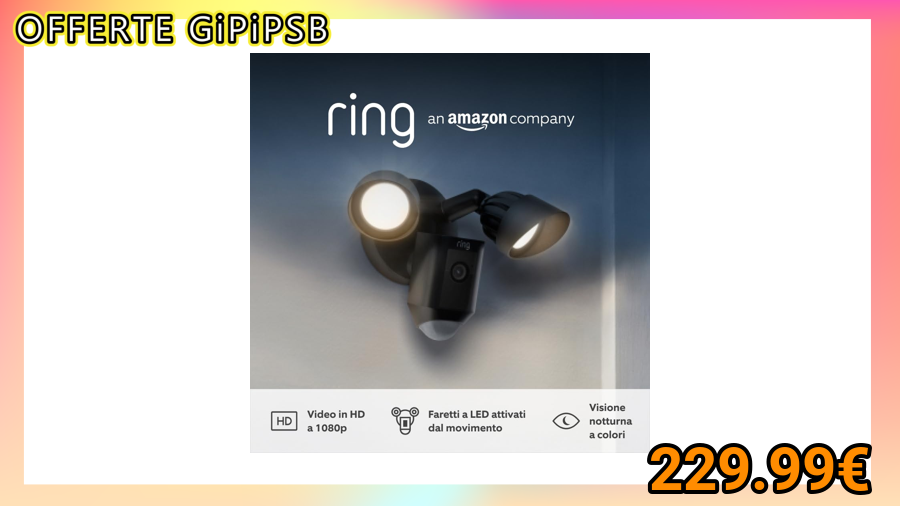 OFFERTE GiPiPSB
ring an amazon company
ring
HD
Video in HD
a 1080p
Faretti a LED attivati
dal movimento
Visione
notturna
a colori
229.99€